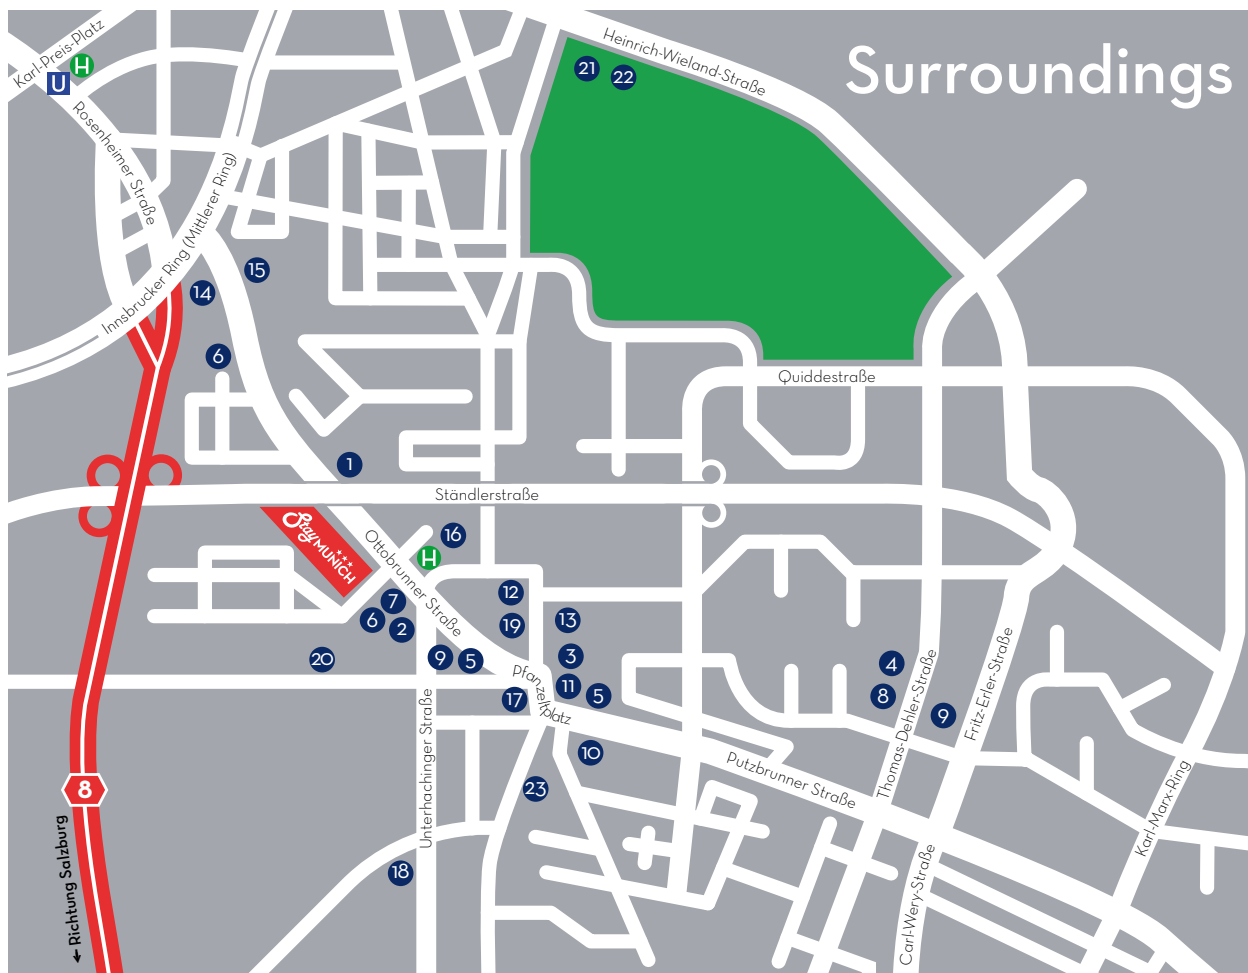 Surroundings
Karl-Preis-Platz
H
U
Heinrich-Wieland-Straße
21
22
Rosenheimer Straße
Innsbrucker Ring (Mittlerer Ring)
15
14
6
Quiddestraße
1
Ständlerstraße
Stay MUNICH
Ottobrunner Straße
16
H
7
6
2
12
19
13
20
9
5
3
11
5
17
Pfanzeltplatz
4
8
9
Thomas-Dehler-Straße
Fritz-Erler-Straße
Unterhachinger Straße
10
23
Putzbrunner Straße
8
Richtung Salzburg
18
Karl-Marx-Ring
Carl-Wery-Straße